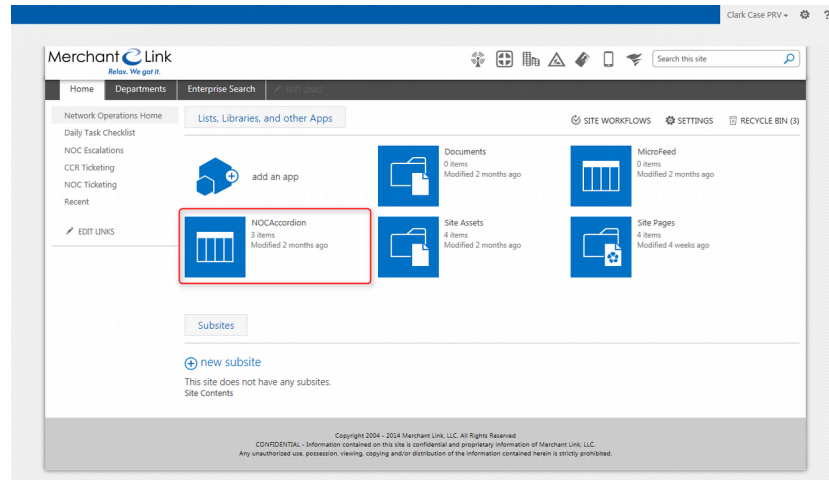 Clark Case PRV
?
Merchant Link
Relax. We got it.
Search this site
Home
Departments
Enterprise Search
EDIT LINKS
Network Operations Home
Daily Task Checklist
NOC Escalations
CCR Ticketing
NOC Ticketing
Recent
EDIT LINKS
Lists, Libraries, and other Apps
SITE WORKFLOWS
SETTINGS
RECYCLE BIN (3)
add an app
Documents
0 items
Modified 2 months ago
MicroFeed
0 items
Modified 2 months ago
NOCAccordion
3 items
Modified 2 months ago
Site Assets
4 items
Modified 2 months ago
Site Pages
4 items
Modified 4 weeks ago
Subsites
new subsite
This site does not have any subsites.
Site Contents
Copyright 2004 - 2014 Merchant Link, LLC. All Rights Reserved
CONFIDENTIAL - Information contained on this site is confidential and proprietary information of Merchant Link, LLC.
Any unauthorized use, possession, viewing, copying and/or distribution of the information contained herein is strictly prohibited.